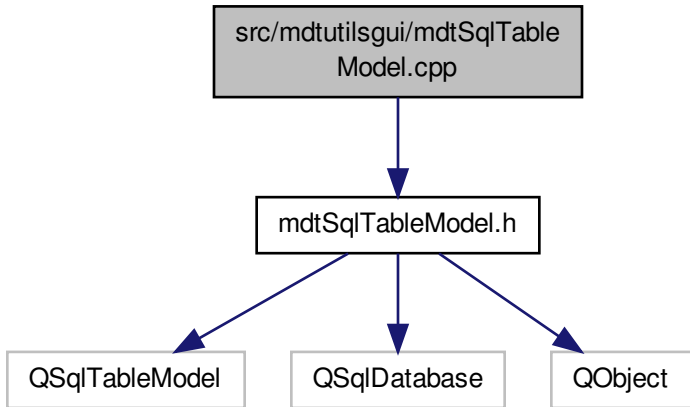 src/mdtutilsgui/mdtSqlTable
Model.cpp
mdtSqlTableModel.h
QSqlTableModel
QSqlDatabase
QObject